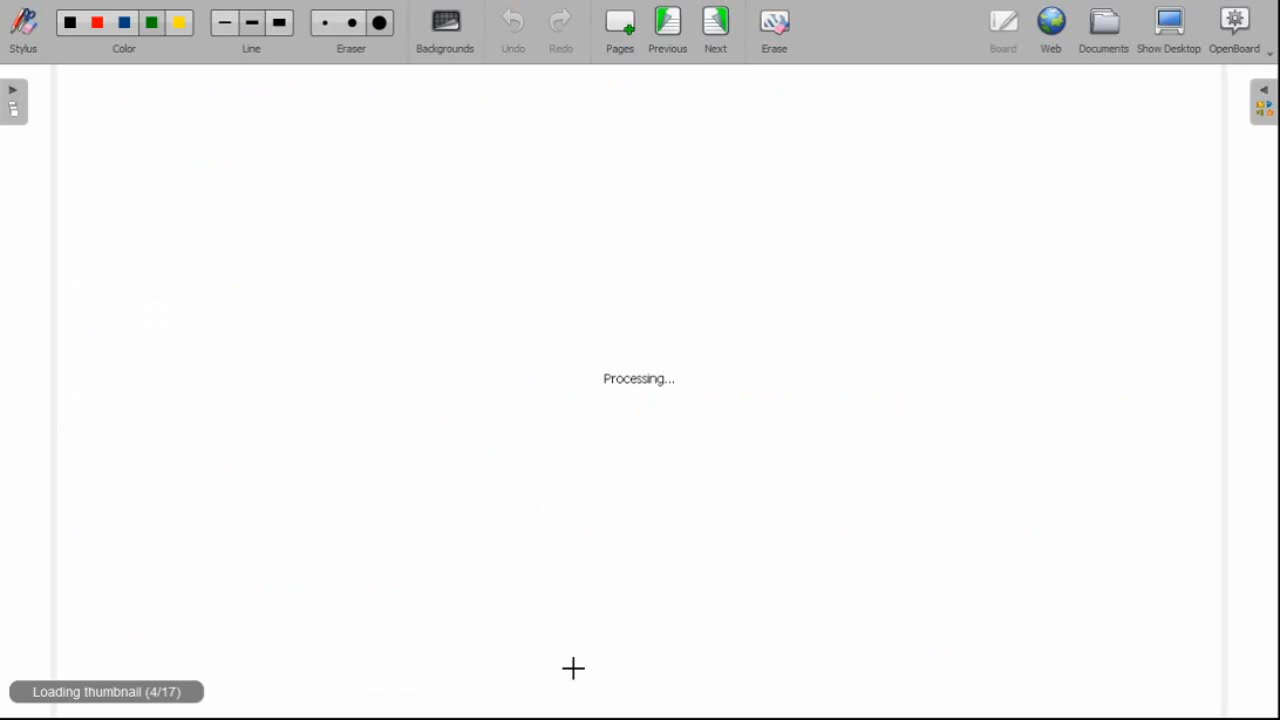 Stylus Color Line Eraser Backgrounds Undo Redo Pages Previous Next Erase Board Web Documents Show Desktop OpenBoard
Processing...
Loading thumbnail (4/17)